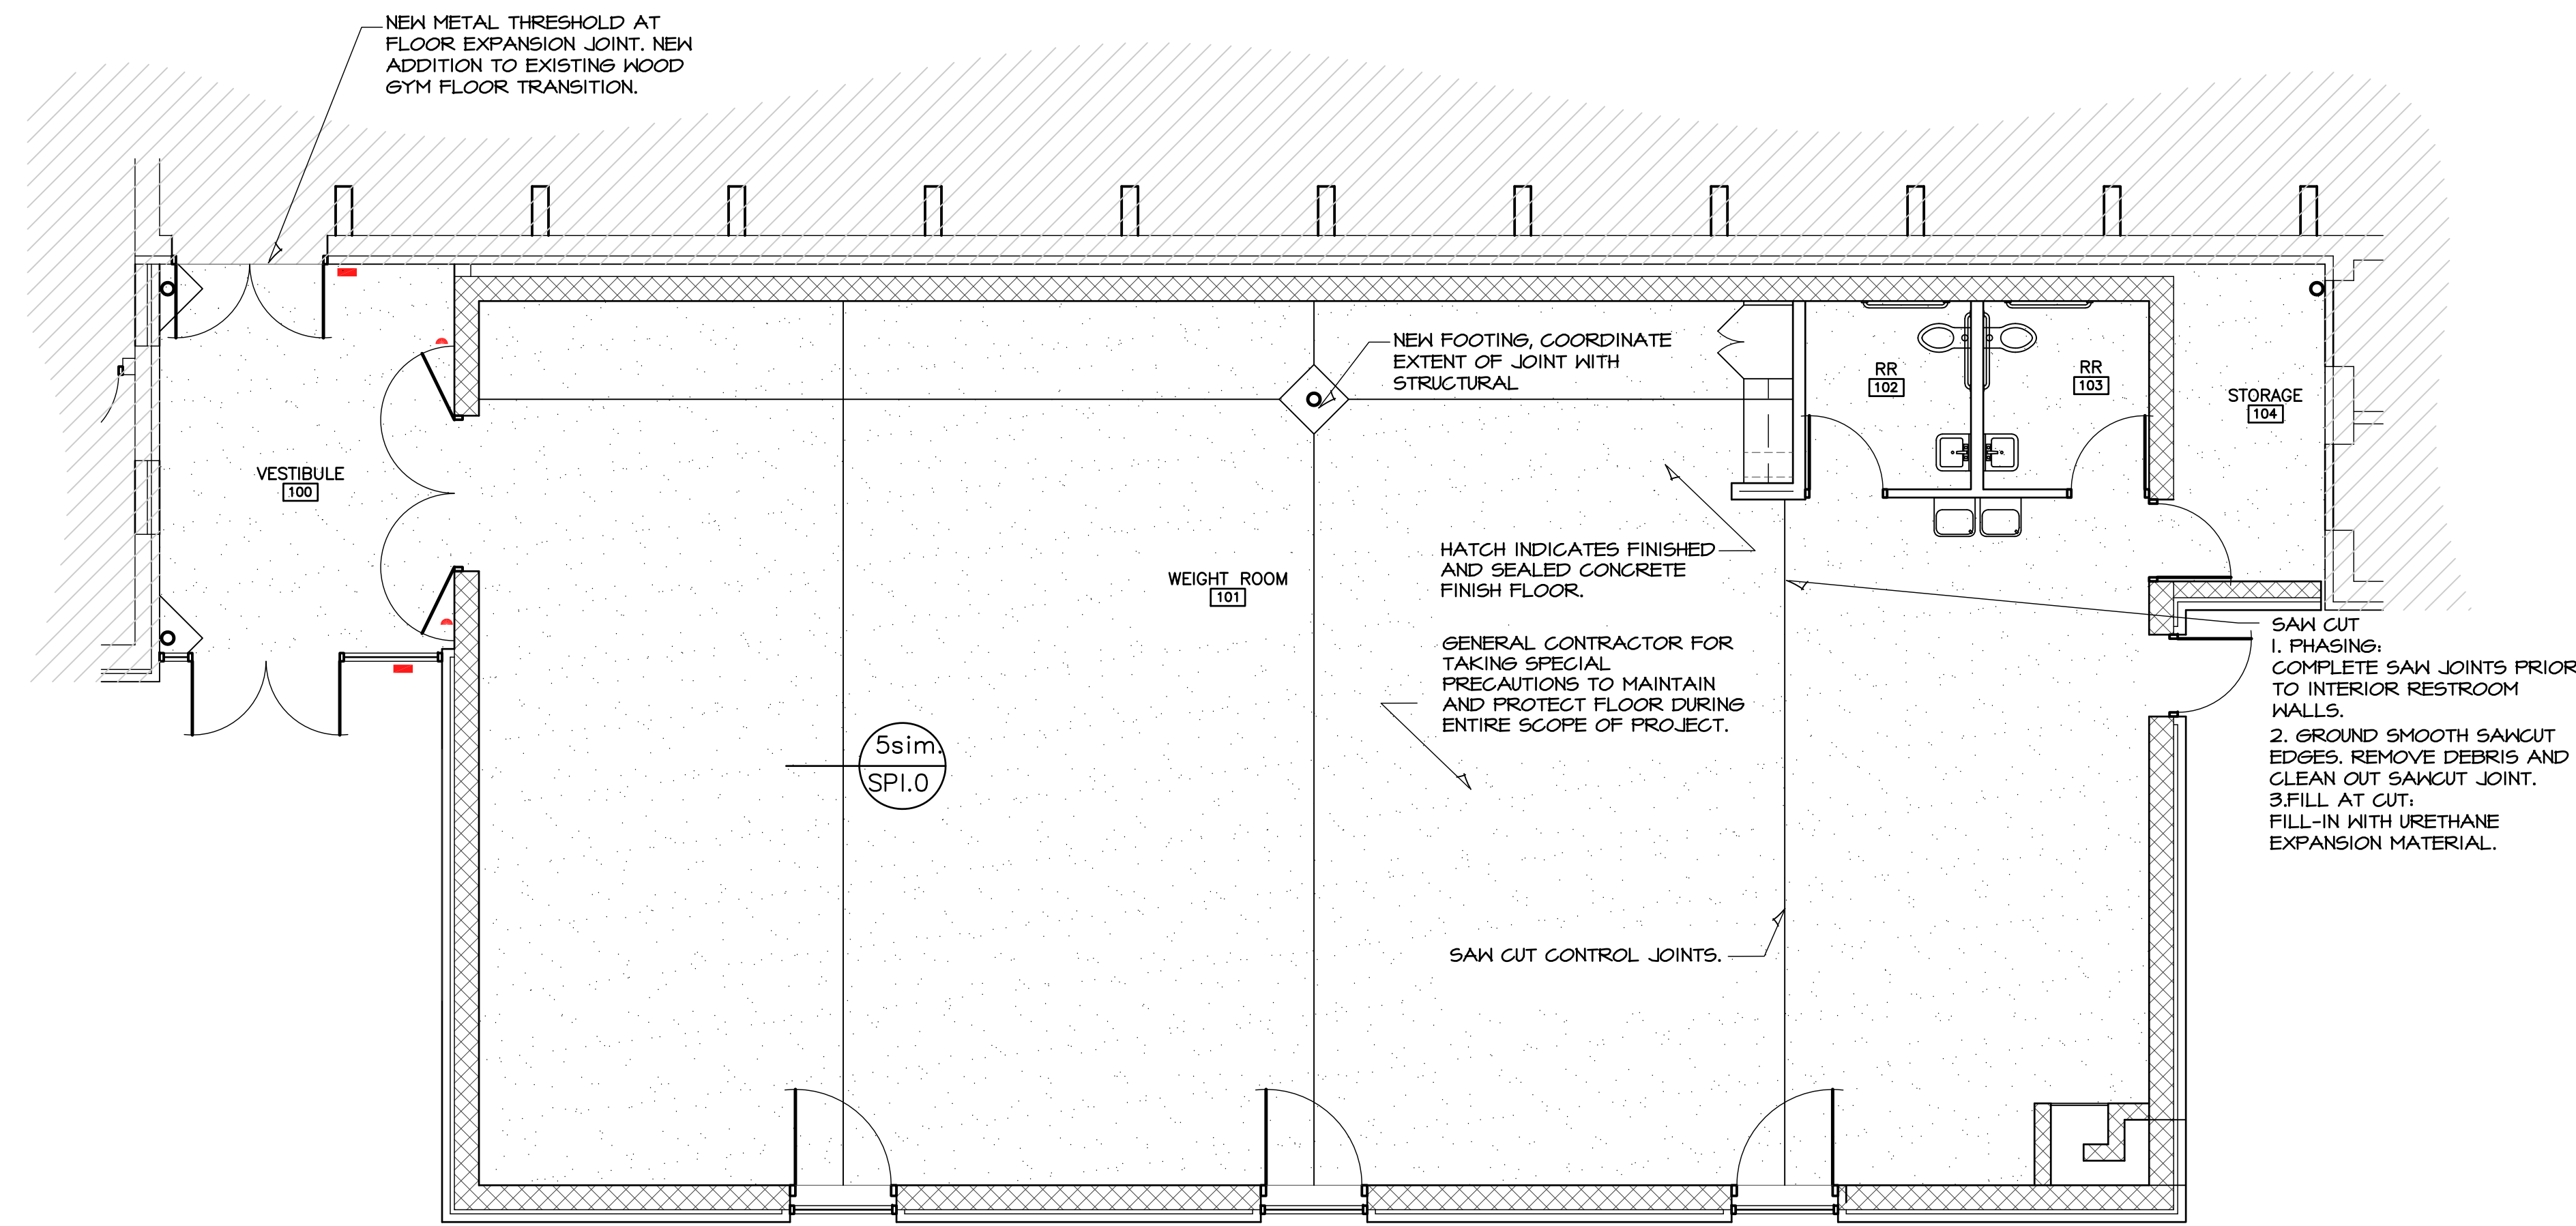 NEW METAL THRESHOLD AT
FLOOR EXPANSION JOINT. NEW
ADDITION TO EXISTING WOOD
GYM FLOOR TRANSITION.
NEW FOOTING, COORDINATE
EXTENT OF JOINT WITH
STRUCTURAL
RR
102
RR
103
STORAGE
104
VESTIBULE
100
WEIGHT ROOM
101
HATCH INDICATES FINISHED
AND SEALED CONCRETE
FINISH FLOOR.
GENERAL CONTRACTOR FOR
TAKING SPECIAL
PRECAUTIONS TO MAINTAIN
AND PROTECT FLOOR DURING
ENTIRE SCOPE OF PROJECT.
SAW CUT
1. PHASING:
COMPLETE SAW JOINTS PRIOR
TO INTERIOR RESTROOM
WALLS.
2. GROUND SMOOTH SAWCUT
EDGES. REMOVE DEBRIS AND
CLEAN OUT SAWCUT JOINT.
3.FILL AT CUT:
FILL-IN WITH URETHANE
EXPANSION MATERIAL.
5sim.
SP1.0
SAW CUT CONTROL JOINTS.